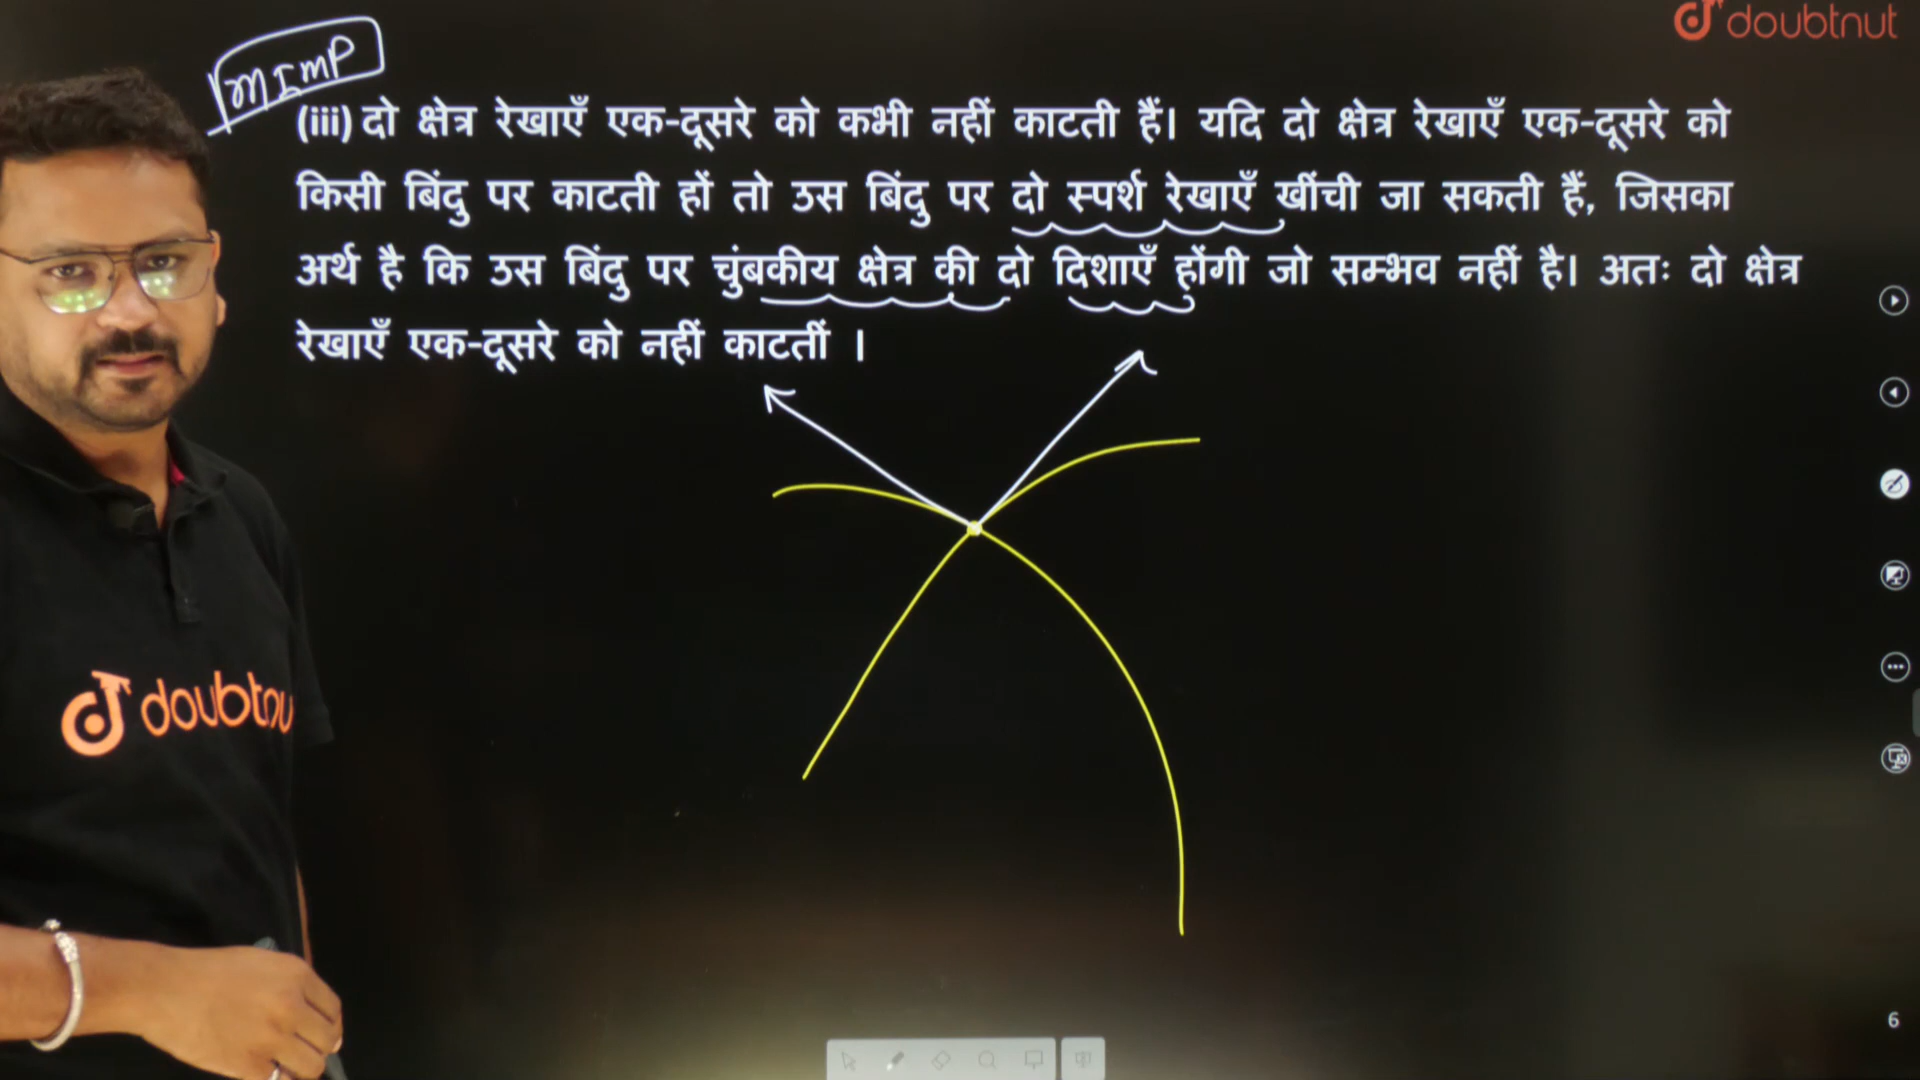 doubtnut
MIMP
(iii) दो क्षेत्र रेखाएँ एक-दूसरे को कभी नहीं काटती हैं। यदि दो क्षेत्र रेखाएँ एक-दूसरे को
किसी बिंदु पर काटती हों तो उस बिंदु पर दो स्पर्श रेखाएँ खींची जा सकती हैं, जिसका
अर्थ है कि उस बिंदु पर चुंबकीय क्षेत्र की दो दिशाएँ होंगी जो सम्भव नहीं है। अतः दो क्षेत्र
रेखाएँ एक-दूसरे को नहीं काटतीं ।
doubtnu
6